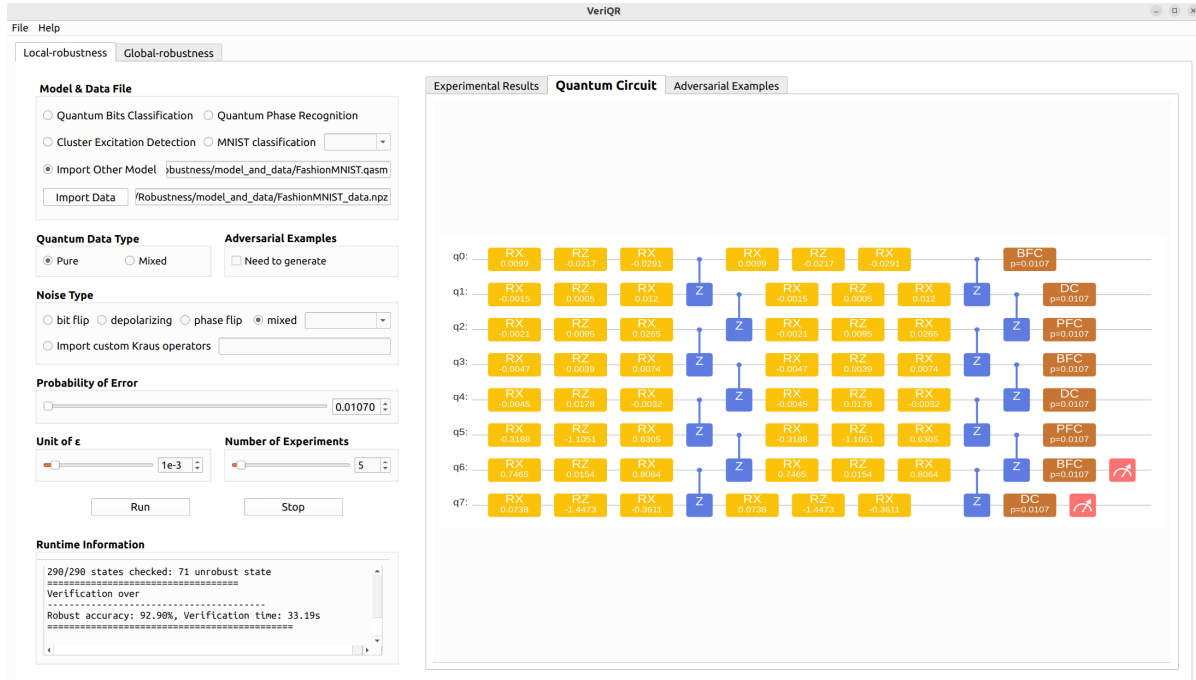 VeriQR
File Help
Local-robustness Global-robustness
Model & Data File
Quantum Bits Classification Quantum Phase Recognition
Cluster Excitation Detection MNIST classification
Import Other Model obustness/model_and_data/FashionMNIST.qasm
Import Data /Robustness/model_and_data/FashionMNIST_data.npz
Quantum Data Type
Pure Mixed
Adversarial Examples
Need to generate
Noise Type
bit flip depolarizing phase flip mixed
Import custom Kraus operators
Probability of Error
0.01070
Unit of ε
1e-3
Number of Experiments
5
Run Stop
Runtime Information
290/290 states checked: 71 unrobust state
===================================
Verification over
----------------------------------------
Robust accuracy: 92.90%, Verification time: 33.19s
=============================================
Experimental Results Quantum Circuit Adversarial Examples
q0: RX RZ RX RX RZ RX BFC
0.0099 -0.0217 -0.0291 0.0099 -0.0217 -0.0291 p=0.0107
q1: RX RZ RX Z RX RZ RX Z DC
-0.0015 0.0005 0.012 -0.0015 0.0005 0.012 p=0.0107
q2: RX RZ RX Z RX RZ RX Z PFC
-0.0021 0.0095 0.0265 -0.0021 0.0095 0.0265 p=0.0107
q3: RX RZ RX Z RX RZ RX Z BFC
-0.0047 0.0039 0.0074 -0.0047 0.0039 0.0074 p=0.0107
q4: RX RZ RX Z RX RZ RX Z DC
-0.0045 0.0178 -0.0032 -0.0045 0.0178 -0.0032 p=0.0107
q5: RX RZ RX Z RX RZ RX Z PFC
-0.3188 -1.1051 0.6305 -0.3188 -1.1051 0.6305 p=0.0107
q6: RX RZ RX Z RX RZ RX Z BFC
0.7465 0.0154 0.8064 0.7465 0.0154 0.8064 p=0.0107
q7: RX RZ RX Z RX RZ RX Z DC
0.0738 -1.4473 -0.3611 0.0738 -1.4473 -0.3611 p=0.0107